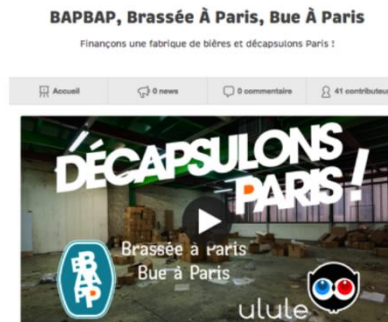 BAPBAP, Brassée À Paris, Bue À Paris
Finançons une fabrique de bières et décapsulons Paris !
Accueil
0 news
0 commentaire
41 contributeu
DÉCAPSULONS
PARIS !
Brassée à Paris
Bue à Paris
BAPBAP
ulule